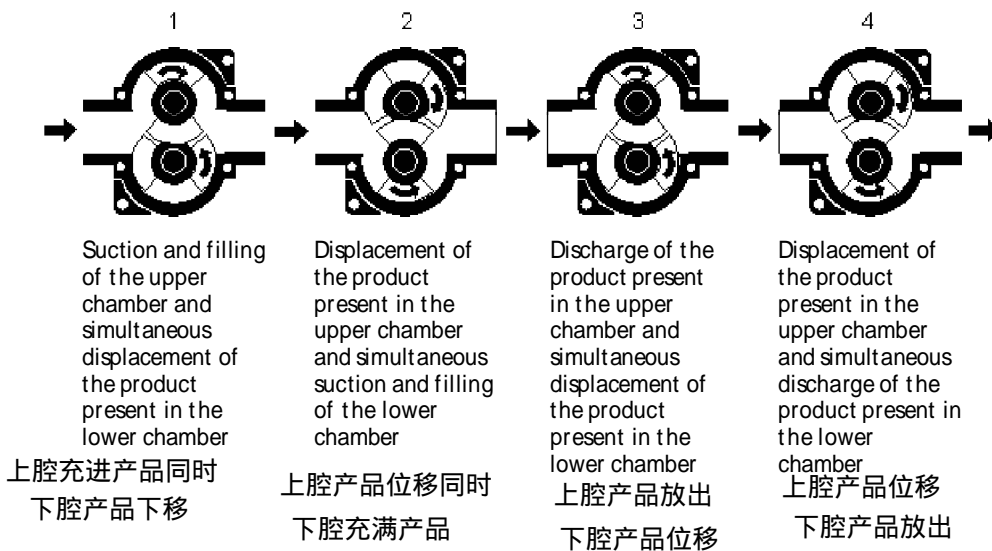 1
Suction and filling
of the upper
chamber and
simultaneous
displacement of
the product
present in the
lower chamber
上腔充进产品同时
下腔产品下移
2
Displacement of
the product
present in the
upper chamber
and simultaneous
suction and filling
of the lower
chamber
上腔产品位移同时
下腔充满产品
3
Discharge of the
product present
in the upper
chamber and
simultaneous
displacement of
the product
present in the
lower chamber
上腔产品放出
下腔产品位移
4
Displacement of
the product
present in the
upper chamber
and simultaneous
discharge of the
product present in
the lower
chamber
上腔产品位移
下腔产品放出